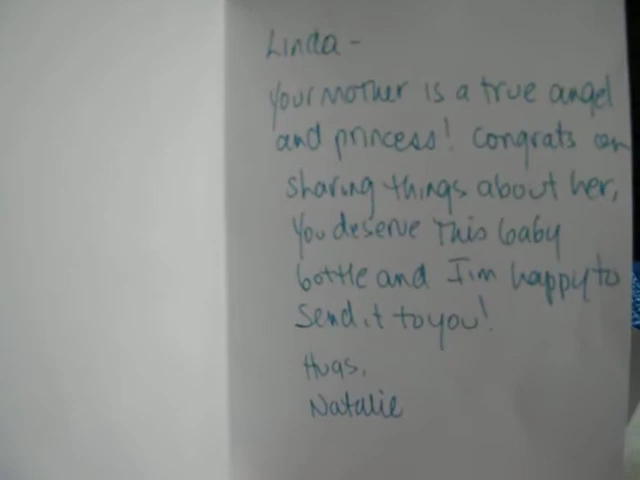 Linda -
Your mother is a true angel
and princess! Congrats on
sharing things about her,
You deserve This baby
bottle and I'm happy to
Send it to you!
Hugs,
Natalie